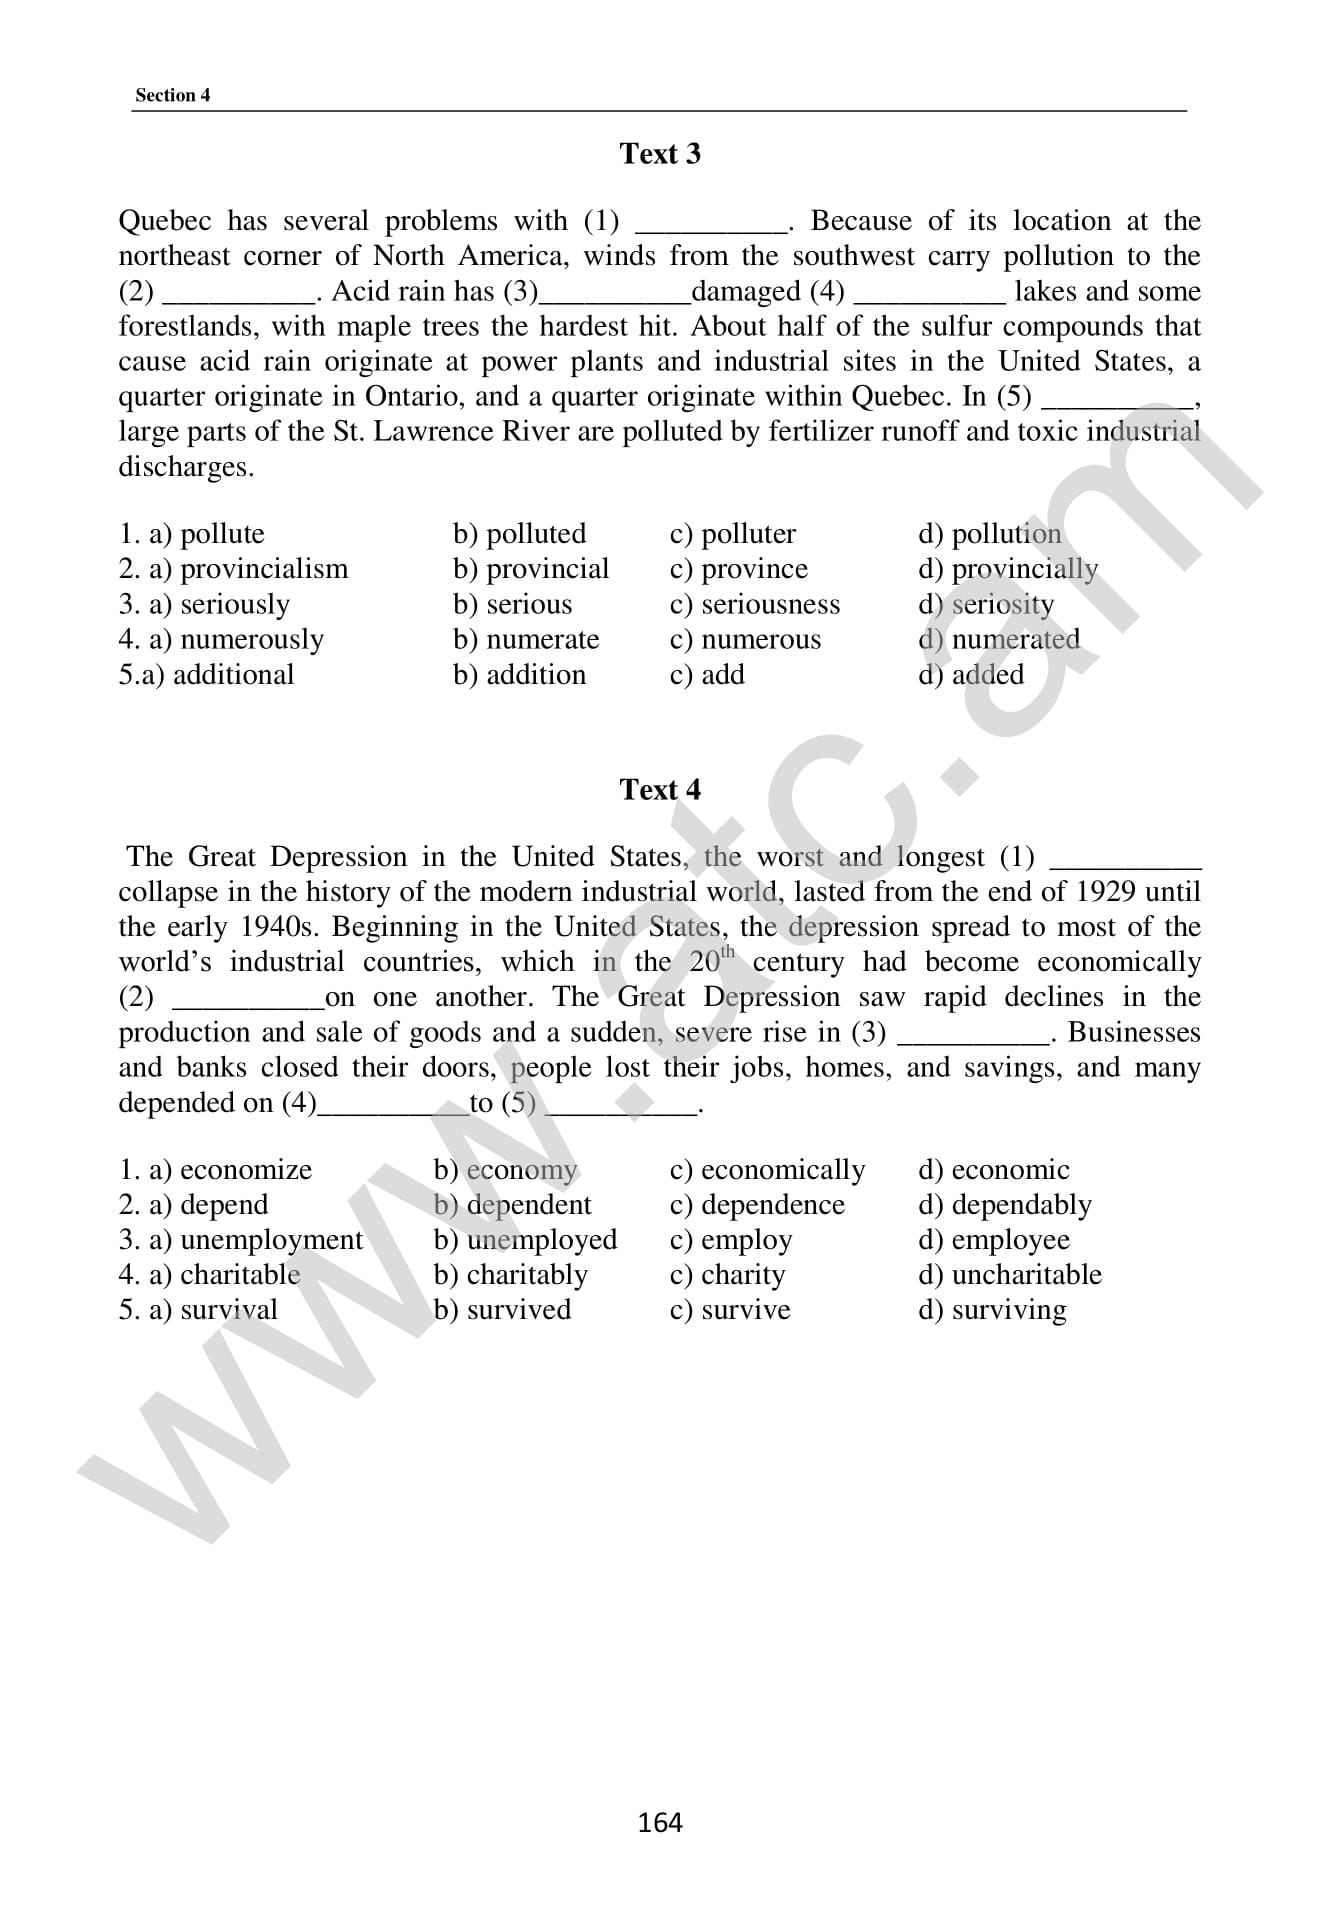 Section 4
Text 3
Quebec has several problems with (1) __________. Because of its location at the
northeast corner of North America, winds from the southwest carry pollution to the
(2) __________. Acid rain has (3)__________damaged (4) __________ lakes and some
forestlands, with maple trees the hardest hit. About half of the sulfur compounds that
cause acid rain originate at power plants and industrial sites in the United States, a
quarter originate in Ontario, and a quarter originate within Quebec. In (5) __________,
large parts of the St. Lawrence River are polluted by fertilizer runoff and toxic industrial
discharges.
1. a) pollute b) polluted c) polluter d) pollution
2. a) provincialism b) provincial c) province d) provincially
3. a) seriously b) serious c) seriousness d) seriosity
4. a) numerously b) numerate c) numerous d) numerated
5.a) additional b) addition c) add d) added
Text 4
The Great Depression in the United States, the worst and longest (1) __________
collapse in the history of the modern industrial world, lasted from the end of 1929 until
the early 1940s. Beginning in the United States, the depression spread to most of the
world's industrial countries, which in the 20th century had become economically
(2) __________on one another. The Great Depression saw rapid declines in the
production and sale of goods and a sudden, severe rise in (3) __________. Businesses
and banks closed their doors, people lost their jobs, homes, and savings, and many
depended on (4)__________to (5) __________.
1. a) economize b) economy c) economically d) economic
2. a) depend b) dependent c) dependence d) dependably
3. a) unemployment b) unemployed c) employ d) employee
4. a) charitable b) charitably c) charity d) uncharitable
5. a) survival b) survived c) survive d) surviving
www.atc.am
164